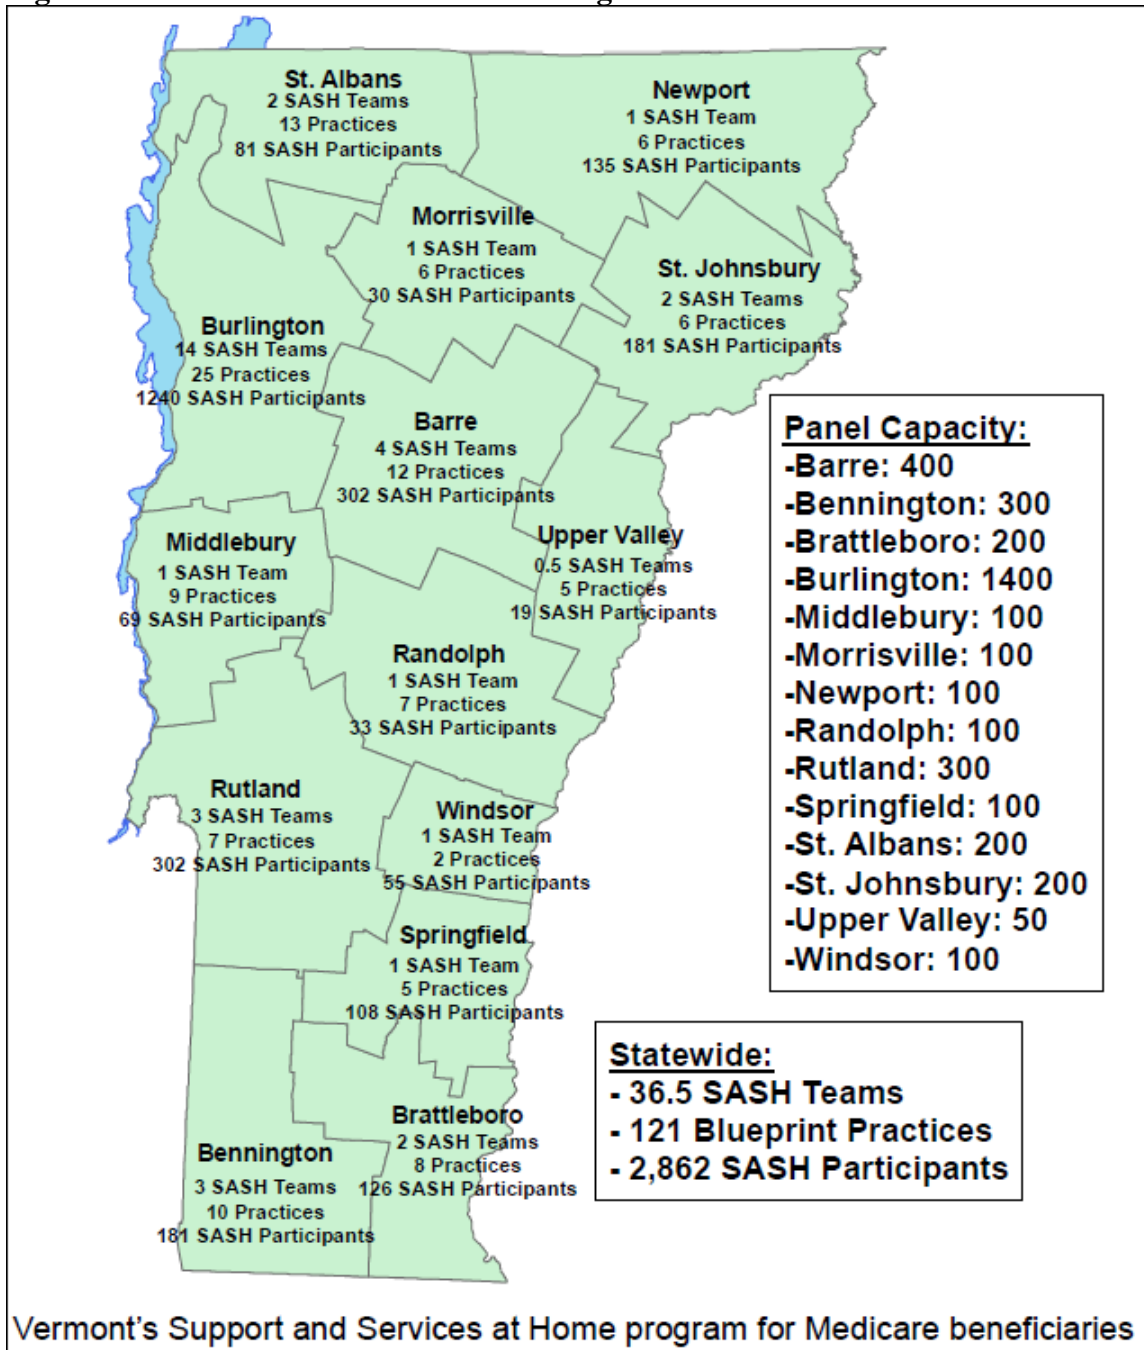 St. Albans
2 SASH Teams
13 Practices
81 SASH Participants
Newport
1 SASH Team
6 Practices
135 SASH Participants
Morrisville
1 SASH Team
6 Practices
30 SASH Participants
St. Johnsbury
2 SASH Teams
6 Practices
181 SASH Participants
Burlington
14 SASH Teams
25 Practices
1240 SASH Participants
Barre
4 SASH Teams
12 Practices
302 SASH Participants
Middlebury
1 SASH Team
9 Practices
69 SASH Participants
Upper Valley
0.5 SASH Teams
5 Practices
19 SASH Participants
Randolph
1 SASH Team
7 Practices
33 SASH Participants
Rutland
3 SASH Teams
7 Practices
302 SASH Participants
Windsor
1 SASH Team
2 Practices
55 SASH Participants
Springfield
1 SASH Team
5 Practices
108 SASH Participants
Brattleboro
2 SASH Teams
8 Practices
126 SASH Participants
Bennington
3 SASH Teams
10 Practices
181 SASH Participants
Panel Capacity:
-Barre: 400
-Bennington: 300
-Brattleboro: 200
-Burlington: 1400
-Middlebury: 100
-Morrisville: 100
-Newport: 100
-Randolph: 100
-Rutland: 300
-Springfield: 100
-St. Albans: 200
-St. Johnsbury: 200
-Upper Valley: 50
-Windsor: 100
Statewide:
- 36.5 SASH Teams
- 121 Blueprint Practices
- 2,862 SASH Participants
Vermont's Support and Services at Home program for Medicare beneficiaries